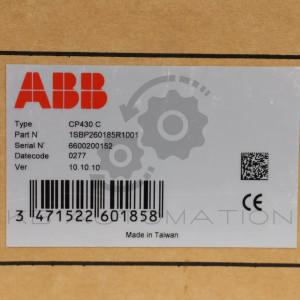 ABB
Type CP430 C
Part N 1SBP260185R1001
Serial N° 6600200152
Datecode 0277
Ver 10.10.10
AUTOMATION
3 471522 601858
CE
Made in Taiwan